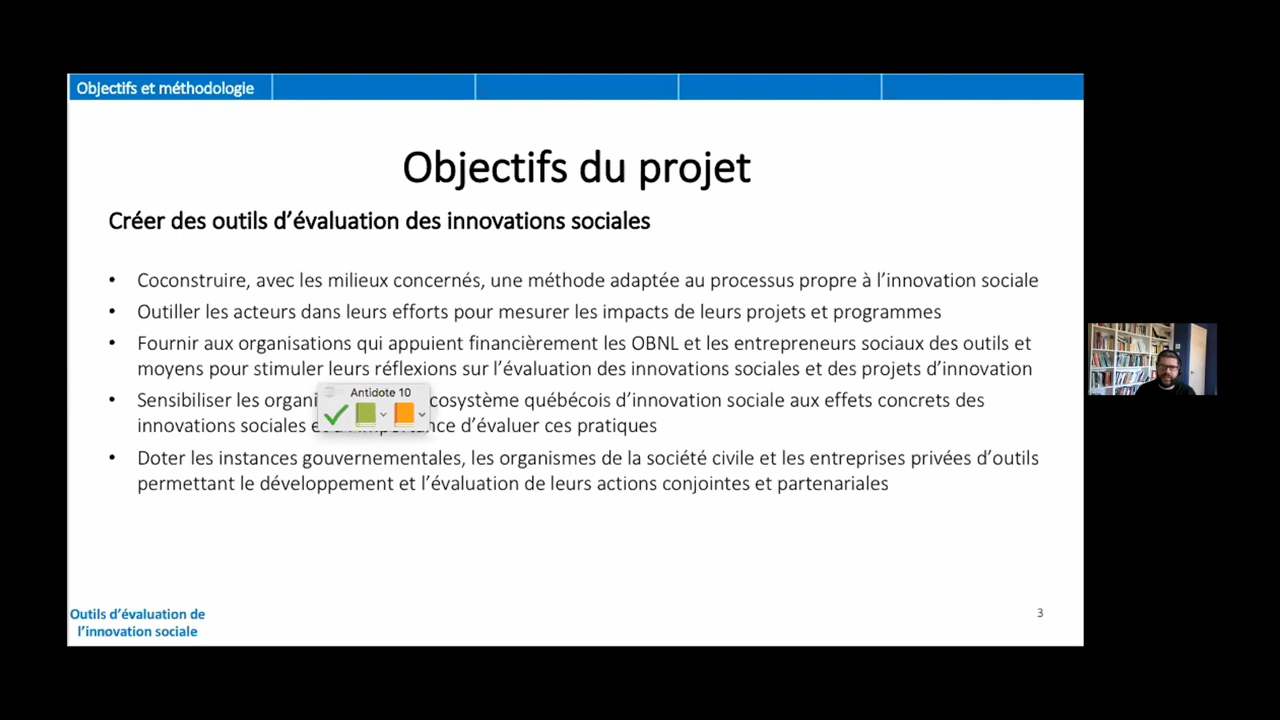 Objectifs et méthodologie
Objectifs du projet
Créer des outils d’évaluation des innovations sociales
• Coconstruire, avec les milieux concernés, une méthode adaptée au processus propre à l’innovation sociale
• Outiller les acteurs dans leurs efforts pour mesurer les impacts de leurs projets et programmes
• Fournir aux organisations qui appuient financièrement les OBNL et les entrepreneurs sociaux des outils et
moyens pour stimuler leurs réflexions sur l’évaluation des innovations sociales et des projets d’innovation
Antidote 10
• Sensibiliser les québécois d’innovation sociale aux effets concrets des
innovations sociales d’évaluer ces pratiques
• Doter les instances gouvernementales, les organismes de la société civile et les entreprises privées d’outils
permettant le développement et l’évaluation de leurs actions conjointes et partenariales
Outils d’évaluation de
l’innovation sociale
3